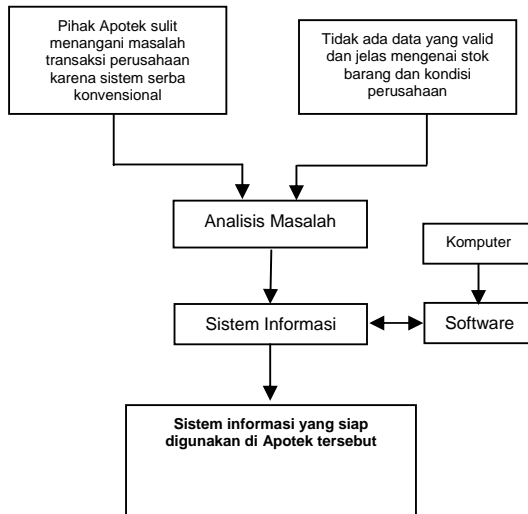 Pihak Apotek sulit
menangani masalah
transaksi perusahaan
karena sistem serba
konvensional
Tidak ada data yang valid
dan jelas mengenai stok
barang dan kondisi
perusahaan
Analisis Masalah
Komputer
Sistem Informasi
Software
Sistem informasi yang siap
digunakan di Apotek tersebut